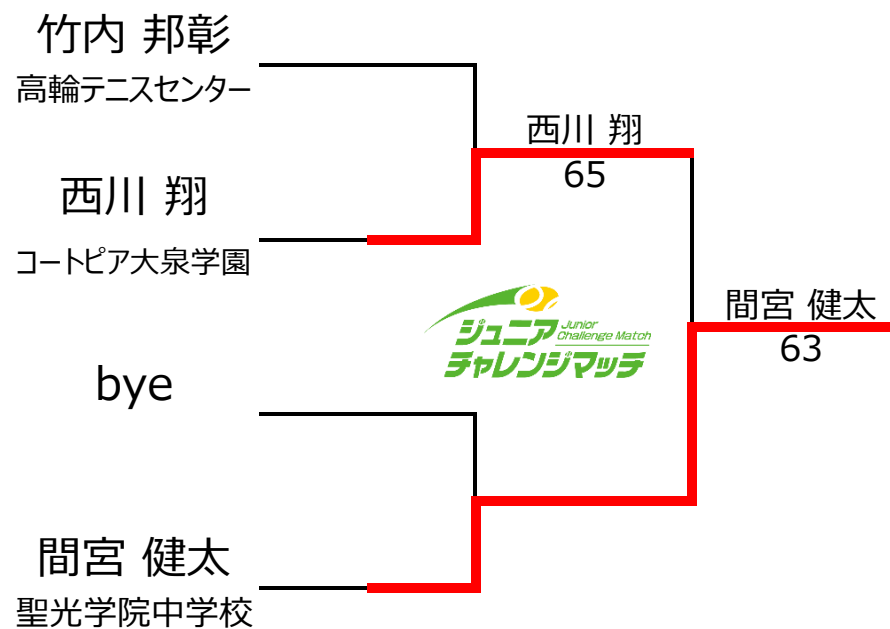 竹内 邦彰
高輪テニスセンター
西川 翔
65
西川 翔
コートピア大泉学園
ジュニア
Junior
Challenge Match
チャレンジマッチ
間宮 健太
63
bye
間宮 健太
聖光学院中学校